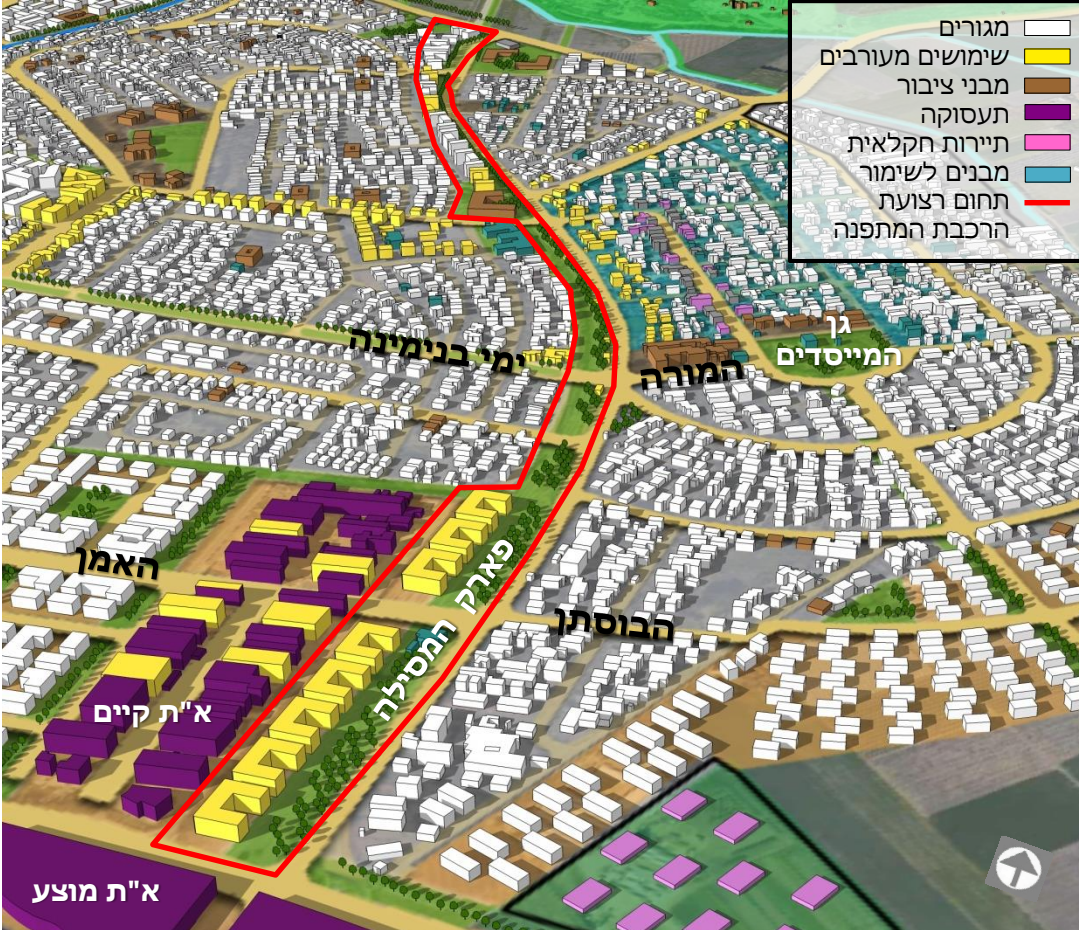 מגורים
שימושים מעורבים
מבני ציבור
תעסוקה
תיירות חקלאית
מבנים לשימור
תחום רצועת
הרכבת המתפנה
גן
המייסדים
ימי בנימינה
המורה
האמן
פארק המסילה
הבוסתן
א"ת קיים
א"ת מוצע